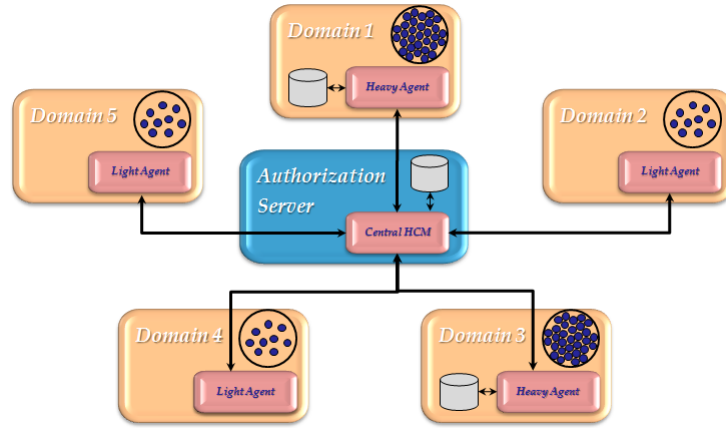 Domain 1
Heavy Agent
Domain 5
Light Agent
Domain 2
Light Agent
Authorization
Server
Central HCM
Domain 4
Light Agent
Domain 3
Heavy Agent